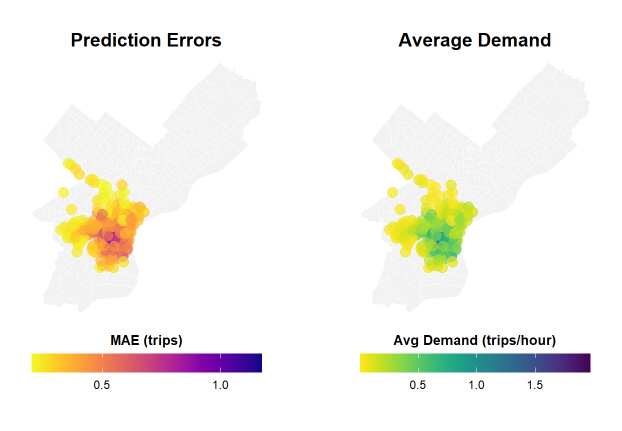 Prediction Errors
Average Demand
MAE (trips)
0.5 1.0
Avg Demand (trips/hour)
0.5 1.0 1.5